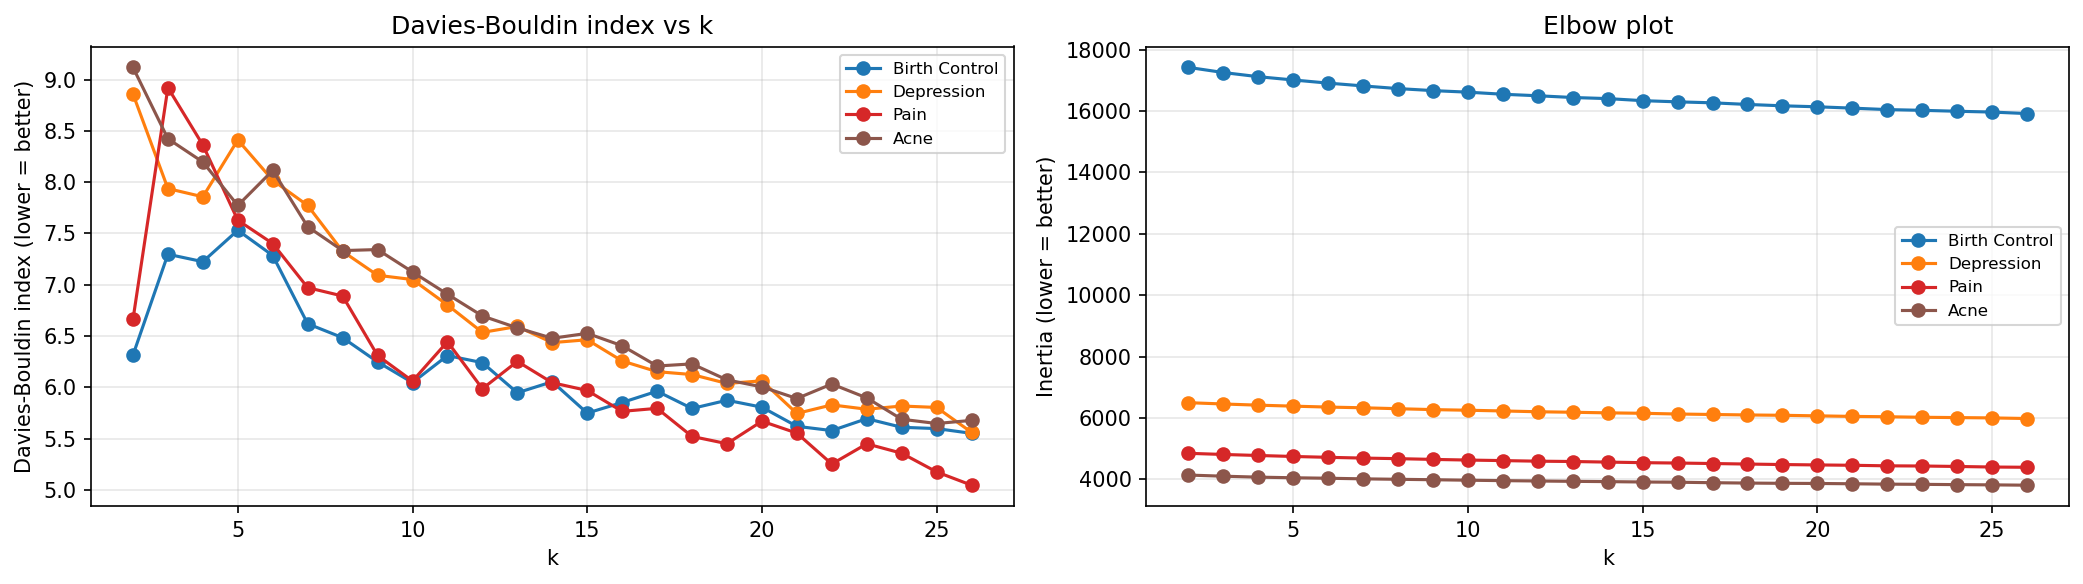 Davies-Bouldin index vs k
Davies-Bouldin index (lower = better)
9.0
8.5
8.0
7.5
7.0
6.5
6.0
5.5
5.0
5
10
15
20
25
k
Birth Control
Depression
Pain
Acne
Elbow plot
Inertia (lower = better)
18000
16000
14000
12000
10000
8000
6000
4000
5
10
15
20
25
k
Birth Control
Depression
Pain
Acne